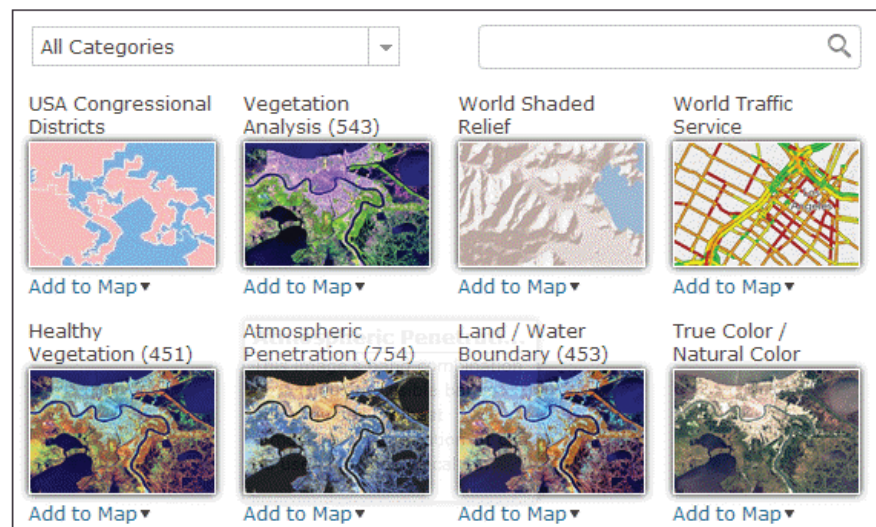 All Categories
USA Congressional
Districts
Vegetation
Analysis (543)
World Shaded
Relief
World Traffic
Service
Add to Map
Add to Map
Add to Map
Add to Map
Healthy
Vegetation (451)
Atmospheric
Penetration (754)
Land / Water
Boundary (453)
True Color /
Natural Color
Atmospheric Penetrati...
Add to Map
Add to Map
Add to Map
Add to Map